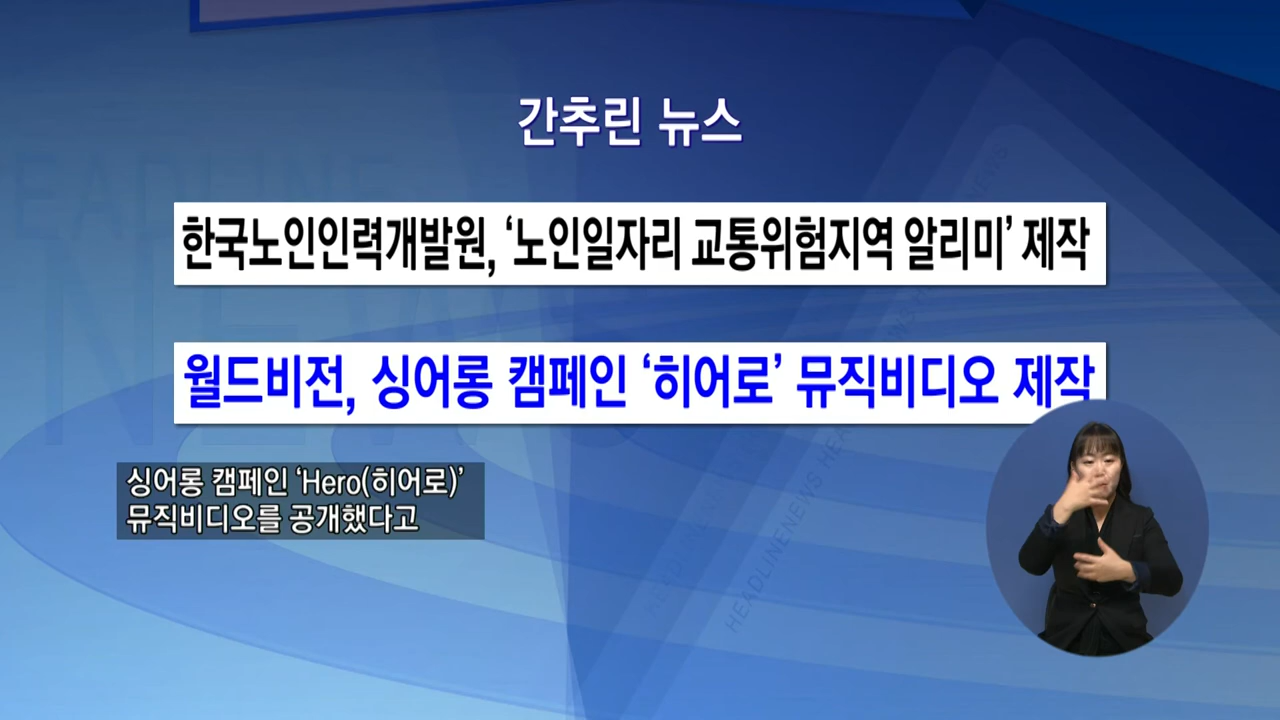 간추린 뉴스
한국노인인력개발원, ‘노인일자리 교통위험지역 알리미’ 제작
월드비전, 싱어롱 캠페인 ‘히어로’ 뮤직비디오 제작
싱어롱 캠페인 ‘Hero(히어로)’
뮤직비디오를 공개했다고
HEADLINENEWS HEADLINENEWS